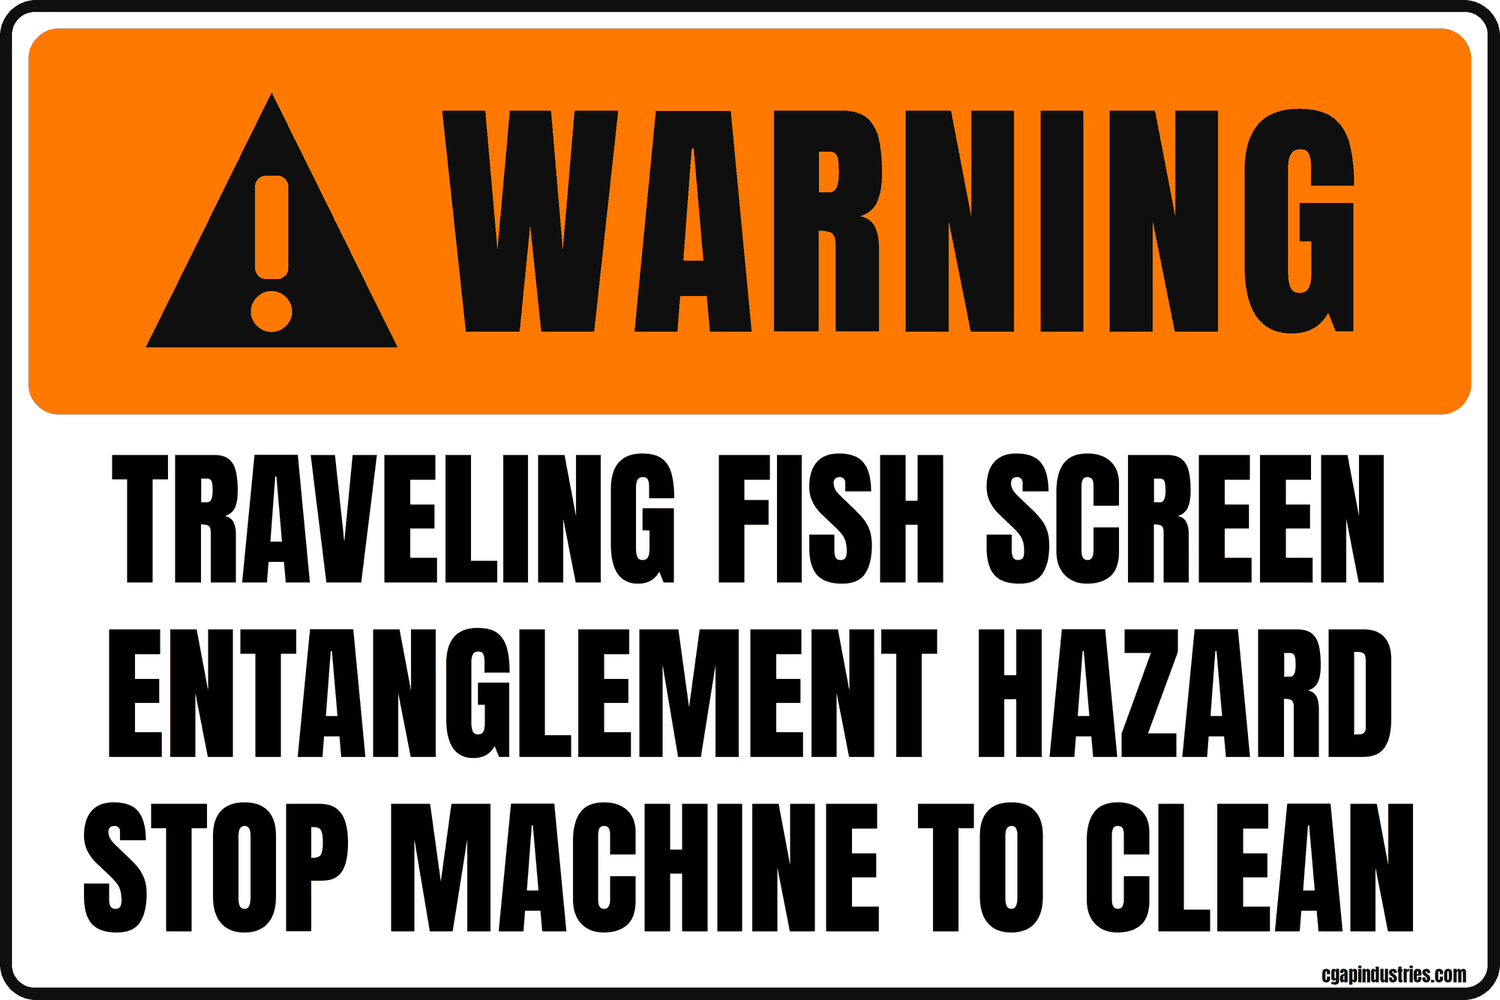 WARNING
TRAVELING FISH SCREEN
ENTANGLEMENT HAZARD
STOP MACHINE TO CLEAN
cgapindustries.com